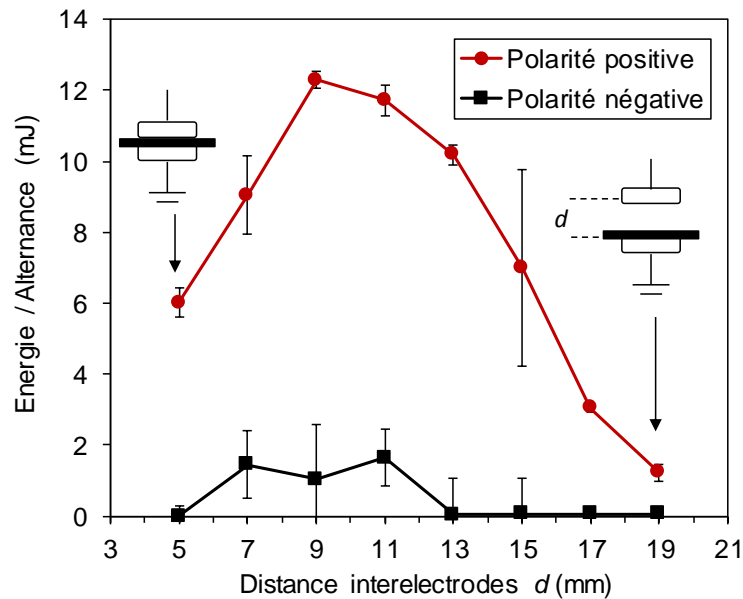 Energie / Alternance (mJ)
14
12
10
8
6
4
2
0
Polarité positive
Polarité négative
d
3 5 7 9 11 13 15 17 19 21
Distance interelectrodes d (mm)